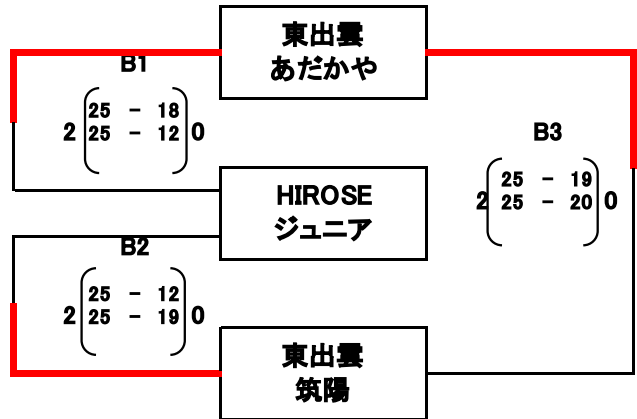 東出雲
あだかや
B1
25 - 18
2 25 - 12 0
HIROSE
ジュニア
B3
25 - 19
2 25 - 20 0
B2
25 - 12
2 25 - 19 0
東出雲
筑陽